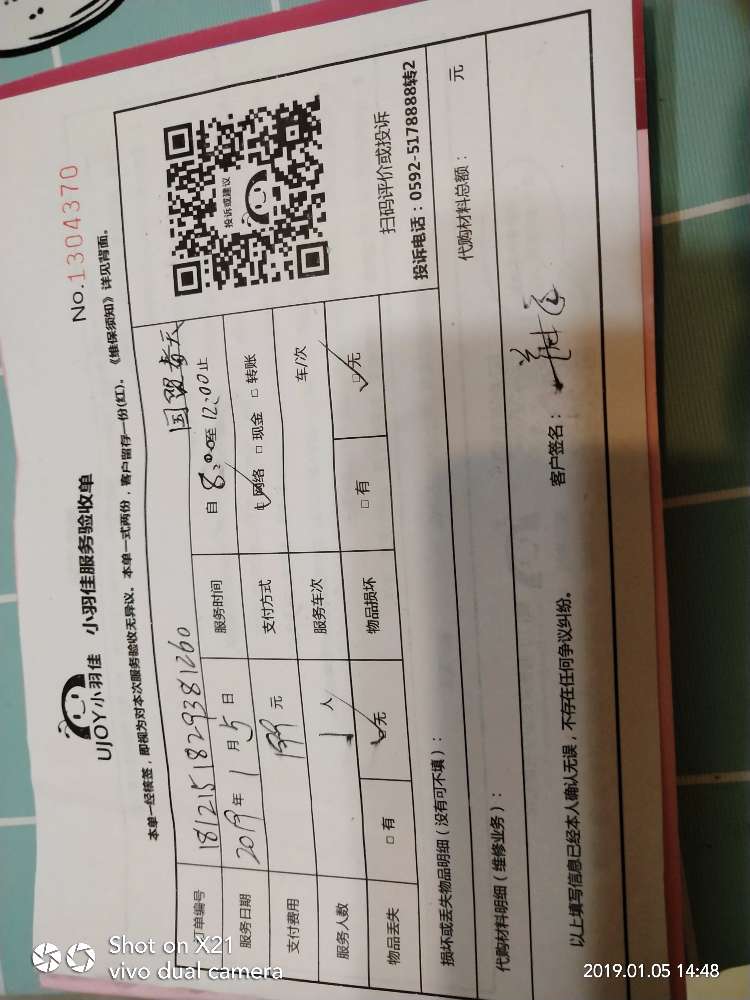 UJOY小羽佳 小羽佳服务验收单
No.1304370
本单一经核签，即视为对本次服务验收无异议。本单一式两份，客户留存一份(红)。《维保须知》详见背面。
订单编号 1812151829381260
服务日期 2019年1月5日 服务时间 自8:00至12:00止
支付费用 元 支付方式 网络 □现金 □转账
服务人数 1人 服务车次 车/次
物品丢失 □有 □无 物品损坏 □有 □无
投诉或建议
扫码评价或投诉
投诉电话：0592-5178888转2
损坏或丢失物品明细（没有可不填）：
代购材料明细（维修业务）： 代购材料总额： 元
以上填写信息已经本人确认无误，不存在任何争议纠纷。 客户签名：
Shot on X21
vivo dual camera
2019.01.05 14:48